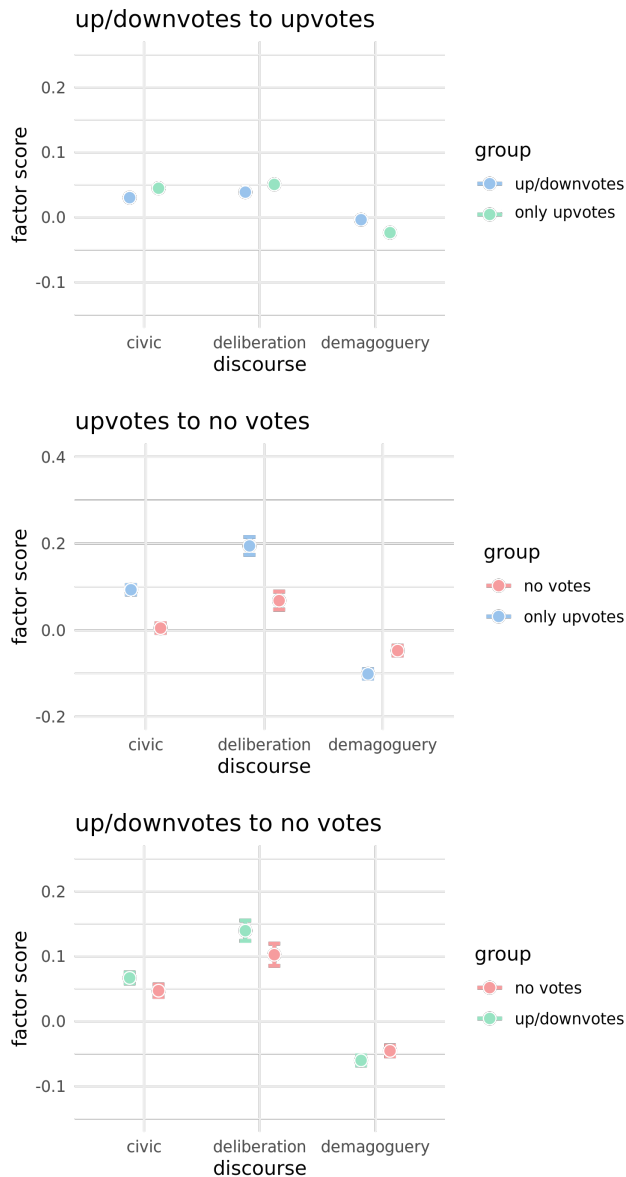 up/downvotes to upvotes
0.2
0.1
0.0
-0.1
factor score
civic deliberation demagoguery
discourse
group
up/downvotes
only upvotes
upvotes to no votes
0.4
0.2
0.0
-0.2
factor score
civic deliberation demagoguery
discourse
group
no votes
only upvotes
up/downvotes to no votes
0.2
0.1
0.0
-0.1
factor score
civic deliberation demagoguery
discourse
group
no votes
up/downvotes